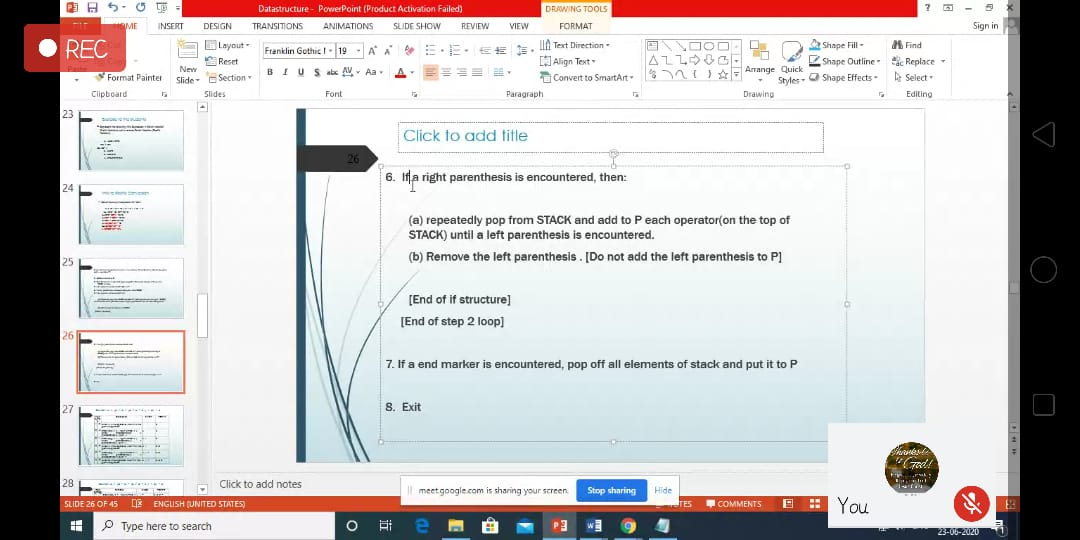 Datastructure - PowerPoint (Product Activation Failed)
DRAWING TOOLS
REC
HOME
INSERT
DESIGN
TRANSITIONS
ANIMATIONS
SLIDE SHOW
REVIEW
VIEW
FORMAT
Sign in
Format Painter
Clipboard
New
Slide
Layout
Reset
Section
Slides
Franklin Gothic
19
B I U S abc AV Aa A
Font
Text Direction
Align Text
Convert to SmartArt
Paragraph
Arrange
Quick
Styles
Shape Fill
Shape Outline
Shape Effects
Drawing
Find
Replace
Select
Editing
23
24
25
26
27
28
Click to add title
26
6. If a right parenthesis is encountered, then:
(a) repeatedly pop from STACK and add to P each operator(on the top of
STACK) until a left parenthesis is encountered.
(b) Remove the left parenthesis . [Do not add the left parenthesis to P]
[End of if structure]
[End of step 2 loop]
7. If a end marker is encountered, pop off all elements of stack and put it to P
8. Exit
Click to add notes
meet.google.com is sharing your screen.
Stop sharing
Hide
You
SLIDE 26 OF 45
ENGLISH (UNITED STATES)
COMMENTS
Type here to search
23-06-2020